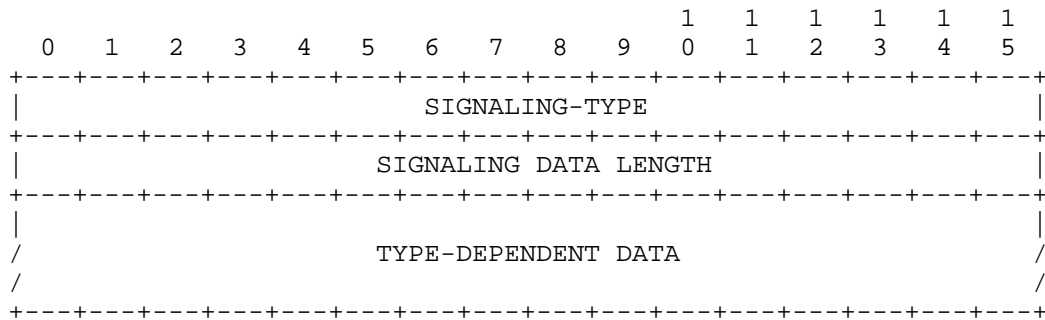 1   1   1   1   1   1
   0   1   2   3   4   5   6   7   8   9   0   1   2   3   4   5
+---+---+---+---+---+---+---+---+---+---+---+---+---+---+---+---+
|                         SIGNALING-TYPE                        |
+---+---+---+---+---+---+---+---+---+---+---+---+---+---+---+---+
|                      SIGNALING DATA LENGTH                    |
+---+---+---+---+---+---+---+---+---+---+---+---+---+---+---+---+
|                                                               |
/                      TYPE-DEPENDENT DATA                      /
/                                                               /
+---+---+---+---+---+---+---+---+---+---+---+---+---+---+---+---+